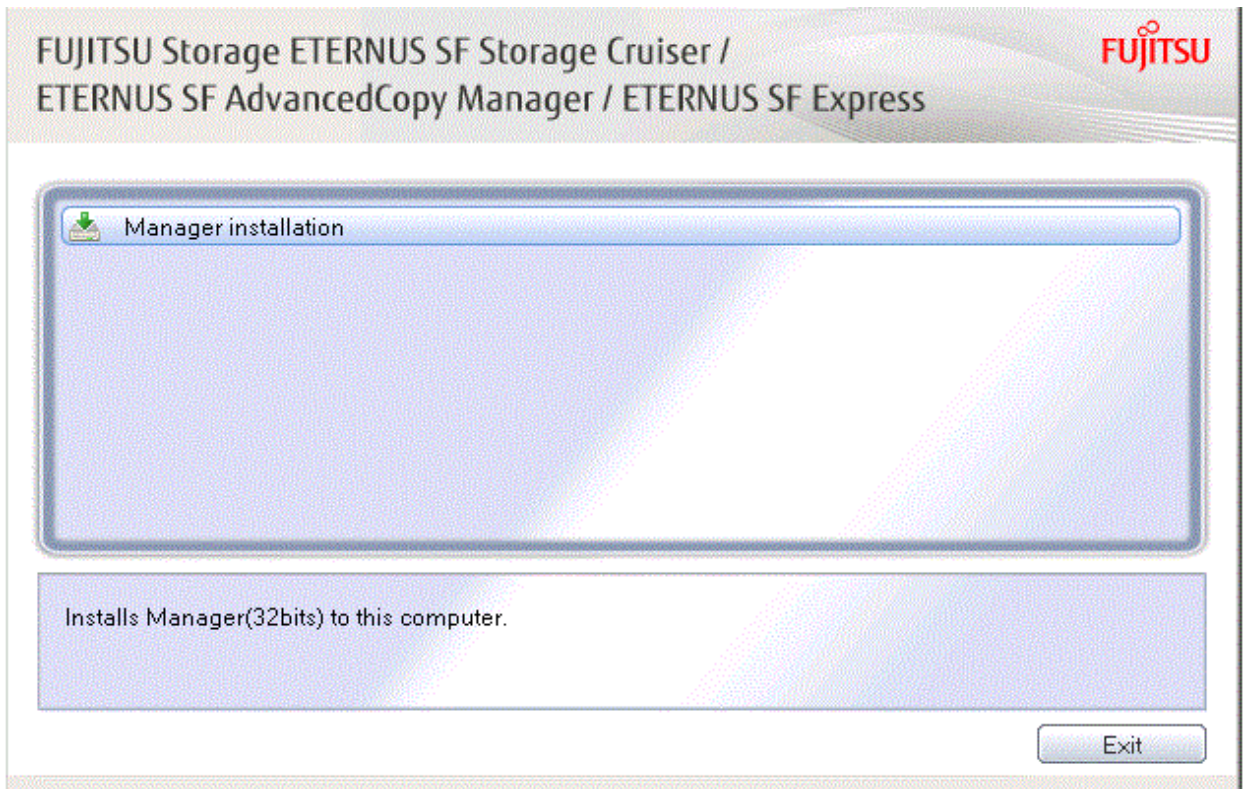 FUJITSU Storage ETERNUS SF Storage Cruiser /
ETERNUS SF AdvancedCopy Manager / ETERNUS SF Express
FUJITSU
Manager installation
Installs Manager(32bits) to this computer.
Exit